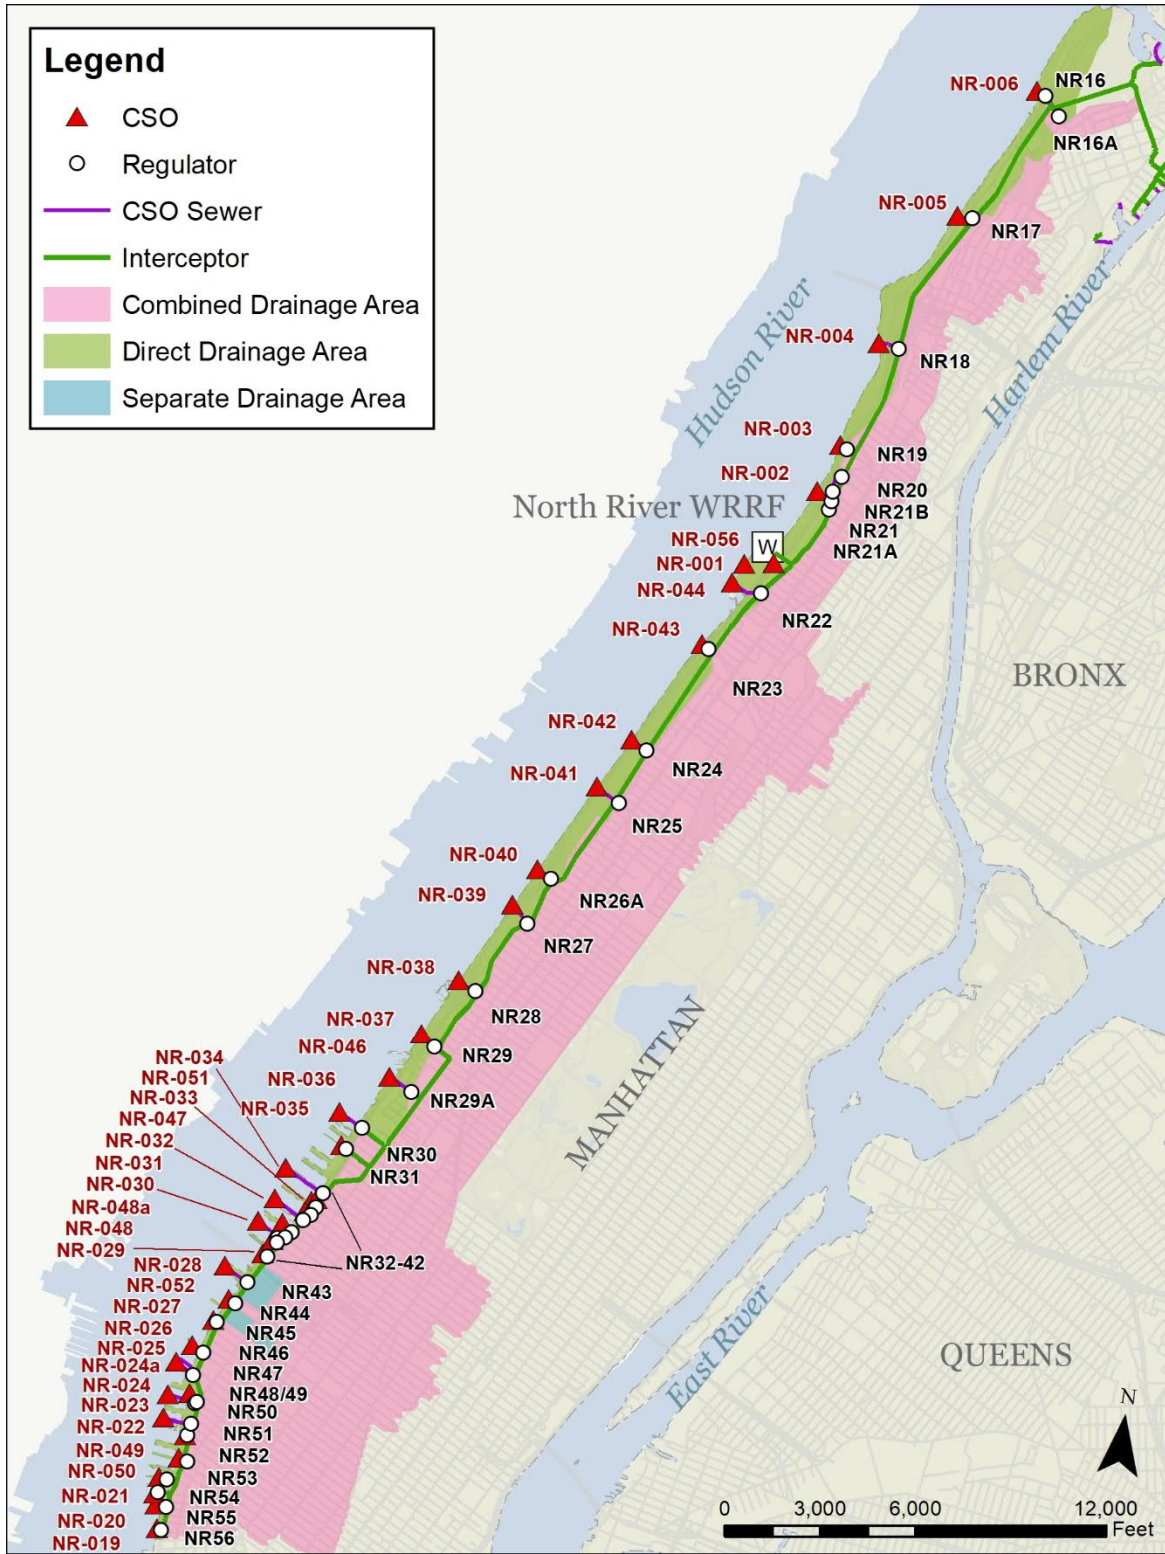 Legend
CSO
Regulator
CSO Sewer
Interceptor
Combined Drainage Area
Direct Drainage Area
Separate Drainage Area
NR-006
NR16
NR16A
NR-005
NR17
Hudson River
Harlem River
NR-004
NR18
NR-003
NR19
NR-002
NR20
North River WRRF
NR21B
NR21
NR21A
NR-056
W
NR-001
NR-044
NR22
NR-043
NR23
BRONX
NR-042
NR24
NR-041
NR25
NR-040
NR26A
NR-039
NR27
NR-038
NR28
NR-037
NR29
NR-046
NR29A
MANHATTAN
NR-036
NR-035
NR30
NR31
NR-034
NR-051
NR-033
NR-047
NR-032
NR-031
NR-030
NR-048a
NR-048
NR-029
NR32-42
NR-028
NR43
NR-052
NR44
NR-027
NR45
NR-026
NR46
NR-025
NR47
NR-024a
NR48/49
NR-024
NR50
NR-023
NR51
NR-022
NR52
NR-049
NR53
NR-050
NR54
NR-021
NR55
NR-020
NR56
NR-019
East River
QUEENS
N
0 3,000 6,000 12,000
Feet